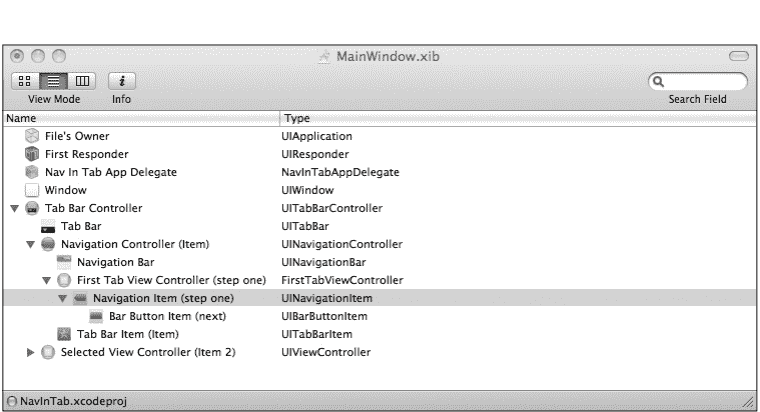 MainWindow.xib
View Mode Info Search Field
Name Type
File's Owner UIApplication
First Responder UIResponder
Nav In Tab App Delegate NavInTabAppDelegate
Window UIWindow
Tab Bar Controller UITabBarController
Tab Bar UITabBar
Navigation Controller (Item) UINavigationController
Navigation Bar UINavigationBar
First Tab View Controller (step one) FirstTabViewController
Navigation Item (step one) UINavigationItem
Bar Button Item (next) UIBarButtonItem
Tab Bar Item (Item) UITabBarItem
Selected View Controller (Item 2) UIViewController
NavInTab.xcodeproj